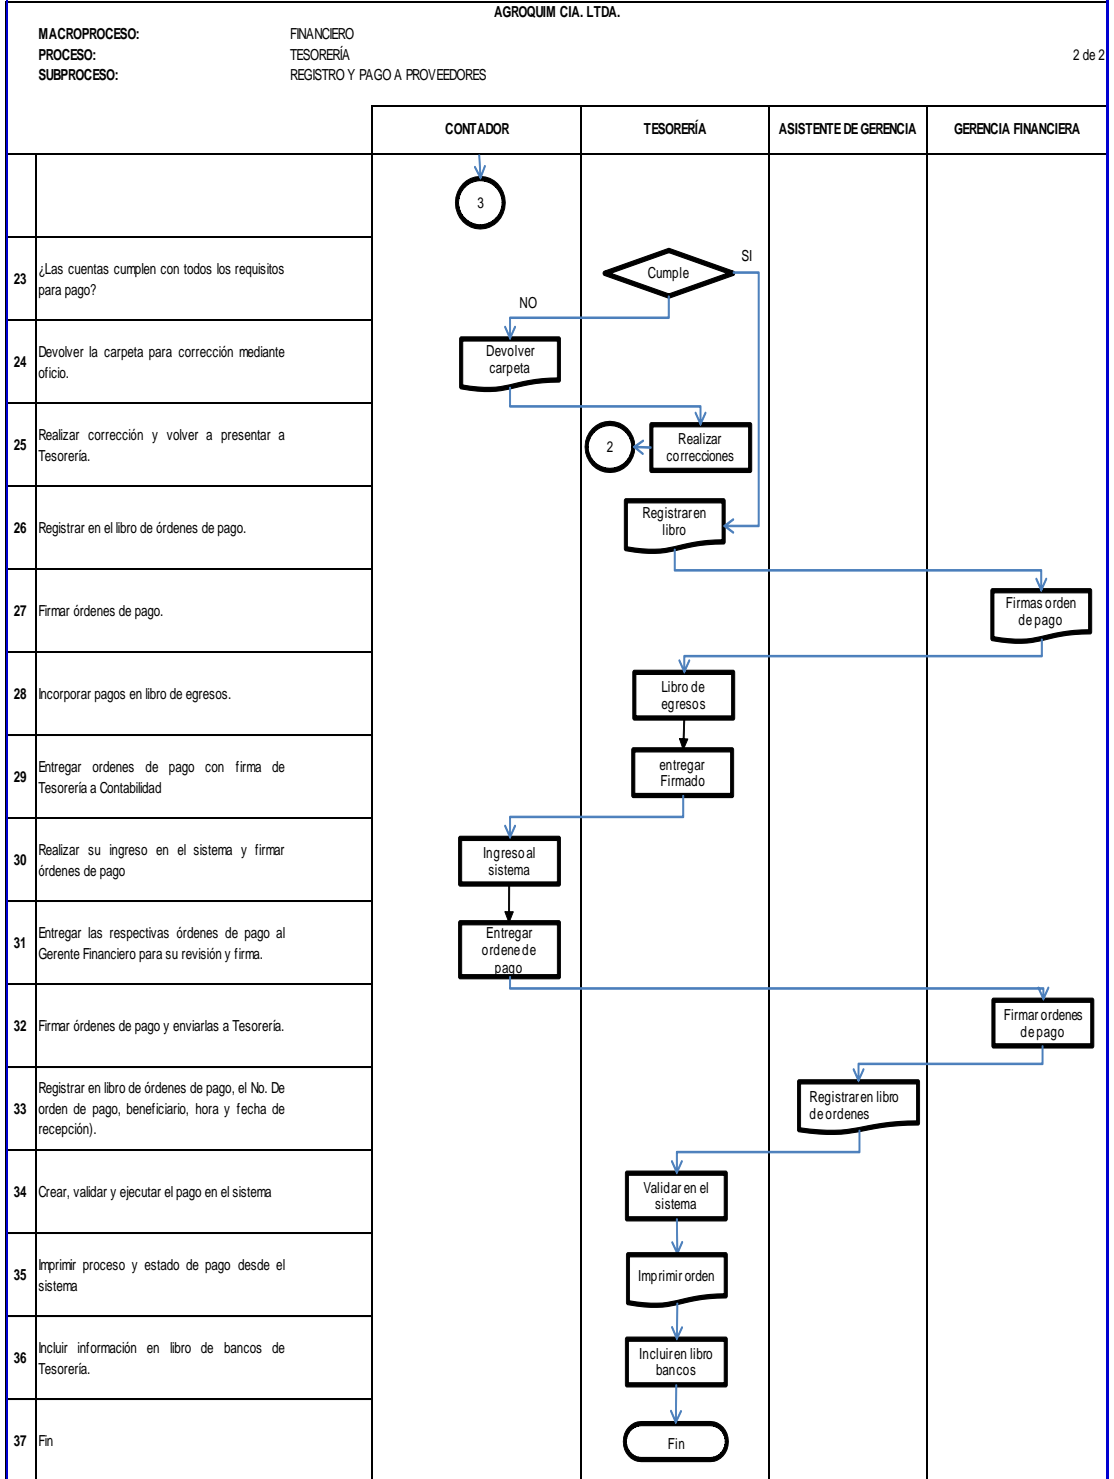 AGROQUIM CIA. LTDA.
MACROPROCESO: FINANCIERO
PROCESO: TESORERÍA 2 de 2
SUBPROCESO: REGISTRO Y PAGO A PROVEEDORES
CONTADOR TESORERÍA ASISTENTE DE GERENCIA GERENCIA FINANCIERA
3
23 ¿Las cuentas cumplen con todos los requisitos
para pago?
Cumple
SI
NO
24 Devolver la carpeta para corrección mediante
oficio.
Devolver
carpeta
25 Realizar corrección y volver a presentar a
Tesorería.
2
Realizar
correcciones
26 Registrar en el libro de órdenes de pago.
Registrar en
libro
27 Firmar órdenes de pago.
Firmas orden
de pago
28 Incorporar pagos en libro de egresos.
Libro de
egresos
29 Entregar ordenes de pago con firma de
Tesorería a Contabilidad
entregar
Firmado
30 Realizar su ingreso en el sistema y firmar
órdenes de pago
Ingreso al
sistema
31 Entregar las respectivas órdenes de pago al
Gerente Financiero para su revisión y firma.
Entregar
ordene de
pago
32 Firmar órdenes de pago y enviarlas a Tesorería.
Firmar ordenes
de pago
33 Registrar en libro de órdenes de pago, el No. De
orden de pago, beneficiario, hora y fecha de
recepción).
Registrar en libro
de ordenes
34 Crear, validar y ejecutar el pago en el sistema
Validar en el
sistema
35 Imprimir proceso y estado de pago desde el
sistema
Imprimir orden
36 Incluir información en libro de bancos de
Tesorería.
Incluir en libro
bancos
37 Fin
Fin